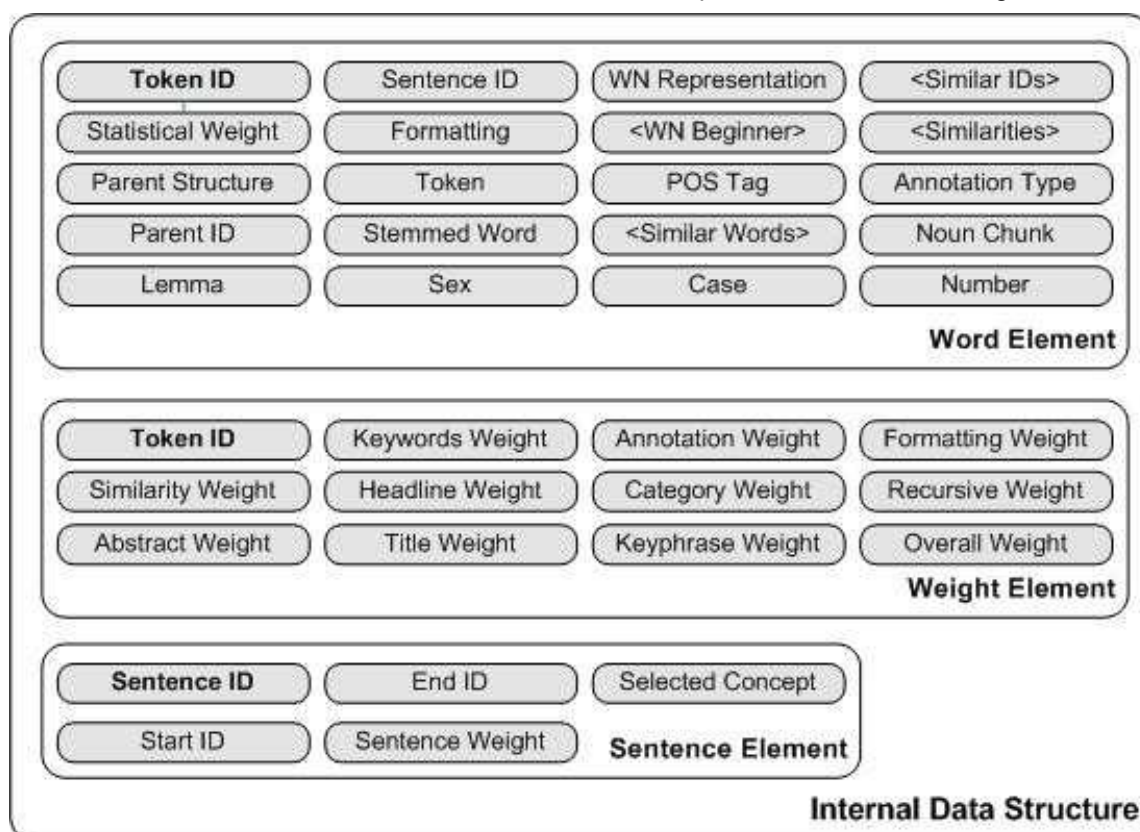 Token ID Sentence ID WN Representation <Similar IDs>
Statistical Weight Formatting <WN Beginner> <Similarities>
Parent Structure Token POS Tag Annotation Type
Parent ID Stemmed Word <Similar Words> Noun Chunk
Lemma Sex Case Number
Word Element
Token ID Keywords Weight Annotation Weight Formatting Weight
Similarity Weight Headline Weight Category Weight Recursive Weight
Abstract Weight Title Weight Keyphrase Weight Overall Weight
Weight Element
Sentence ID End ID Selected Concept
Start ID Sentence Weight Sentence Element
Internal Data Structure